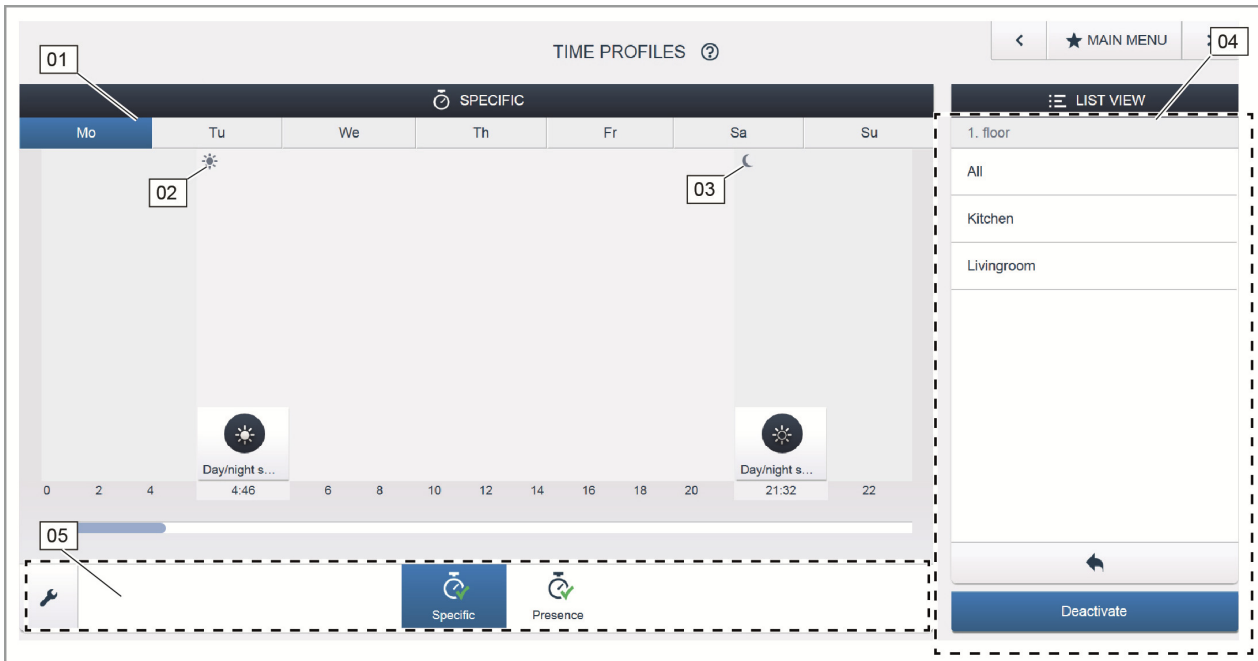 TIME PROFILES ?
MAIN MENU
01
04
SPECIFIC
LIST VIEW
Mo Tu We Th Fr Sa Su
1. floor
02
03
All
Kitchen
Livingroom
Day/night s... Day/night s...
0 2 4 4:46 6 8 10 12 14 16 18 20 21:32 22
05
Specific Presence
Deactivate